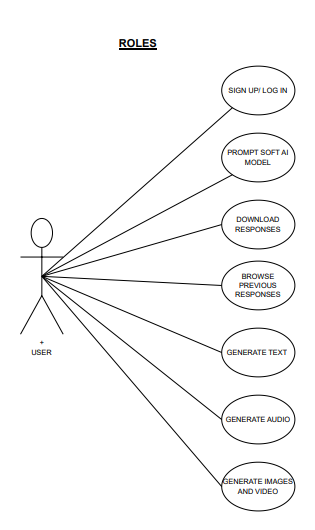 ROLES
SIGN UP/ LOG IN
PROMPT SOFT AI
MODEL
DOWNLOAD
RESPONSES
BROWSE
PREVIOUS
RESPONSES
+
USER
GENERATE TEXT
GENERATE AUDIO
GENERATE IMAGES
AND VIDEO